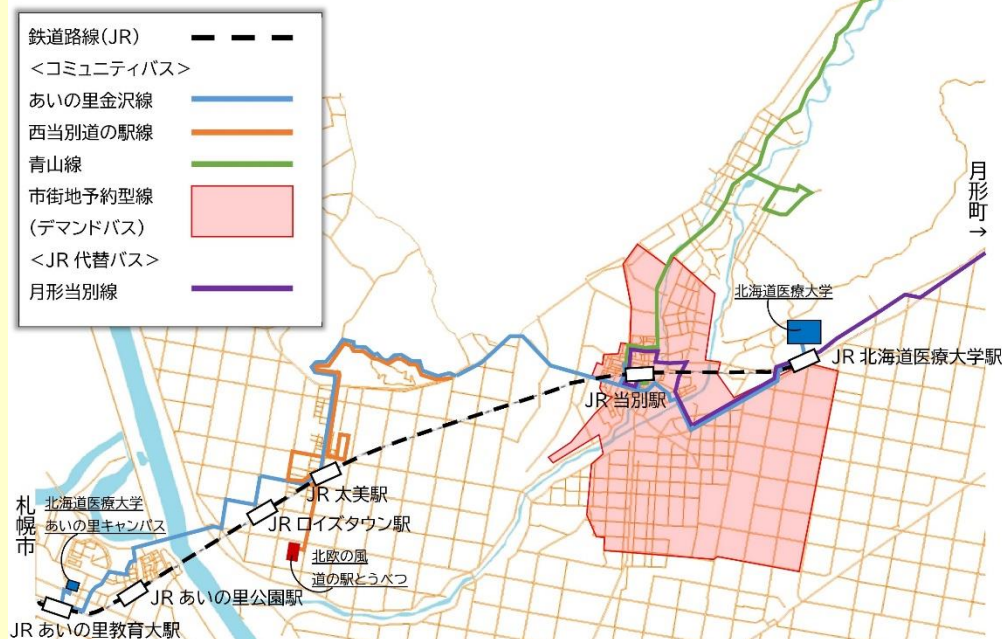 鉄道路線(JR)
<コミュニティバス>
あいの里金沢線
西当別道の駅線
青山線
市街地予約型線
(デマンドバス)
<JR代替バス>
月形当別線
月形町→
北海道医療大学
JR 北海道医療大学駅
JR 当別駅
JR 太美駅
JR ロイズタウン駅
札幌市
北海道医療大学
あいの里キャンパス
北欧の風
道の駅とうべつ
JR あいの里公園駅
JR あいの里教育大駅